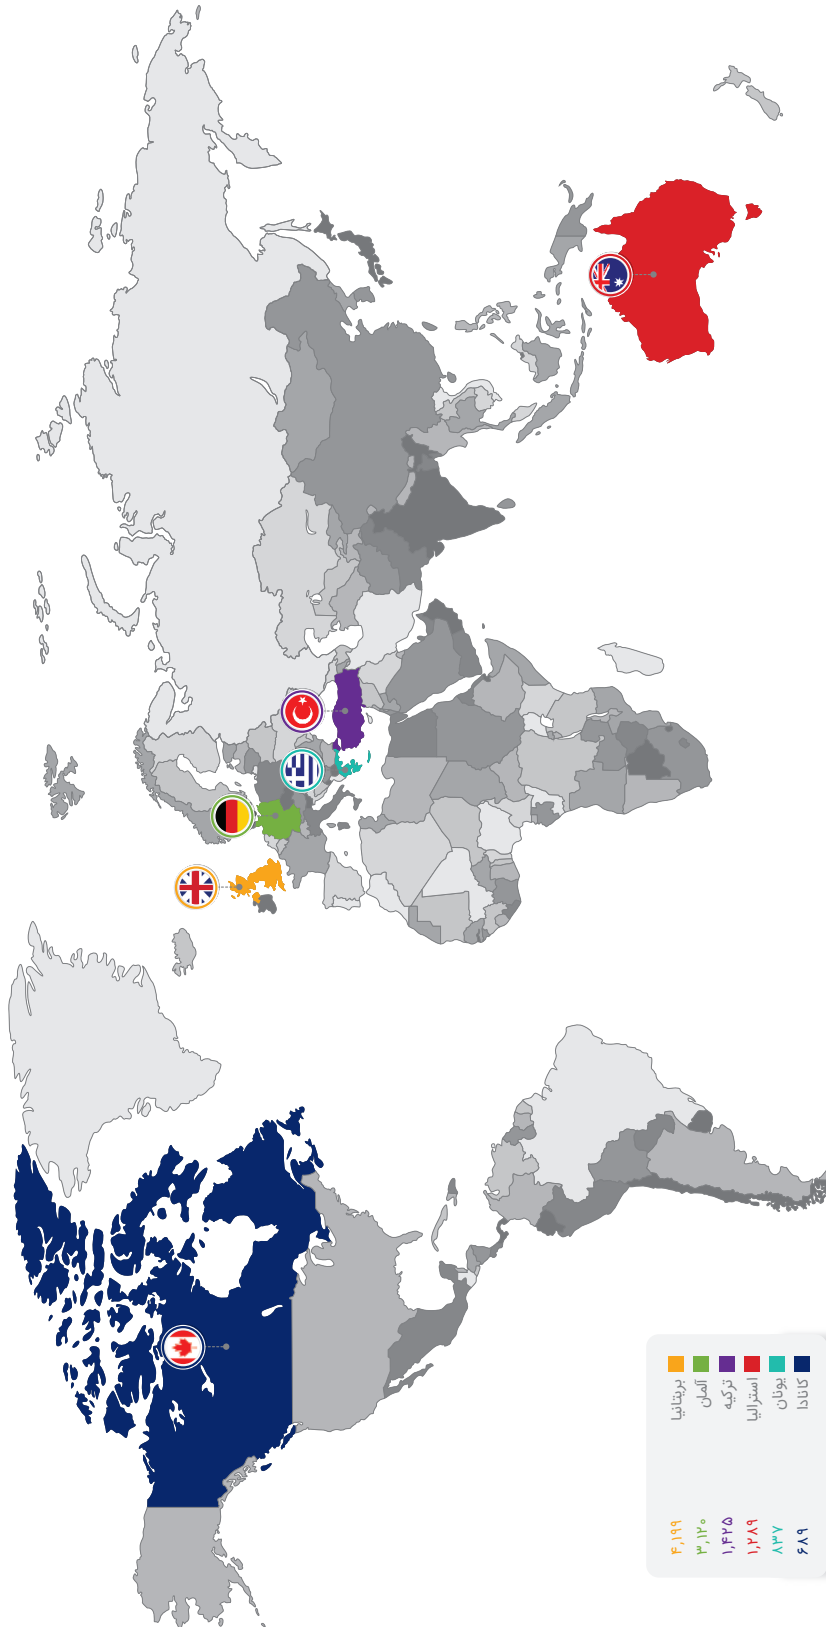 بریتانیا ۴,۱۹۹
آلمان ۳,۱۲۰
ترکیه ۱,۴۲۵
استرالیا ۱,۲۸۹
یونان ۸۳۷
کانادا ۶۸۹